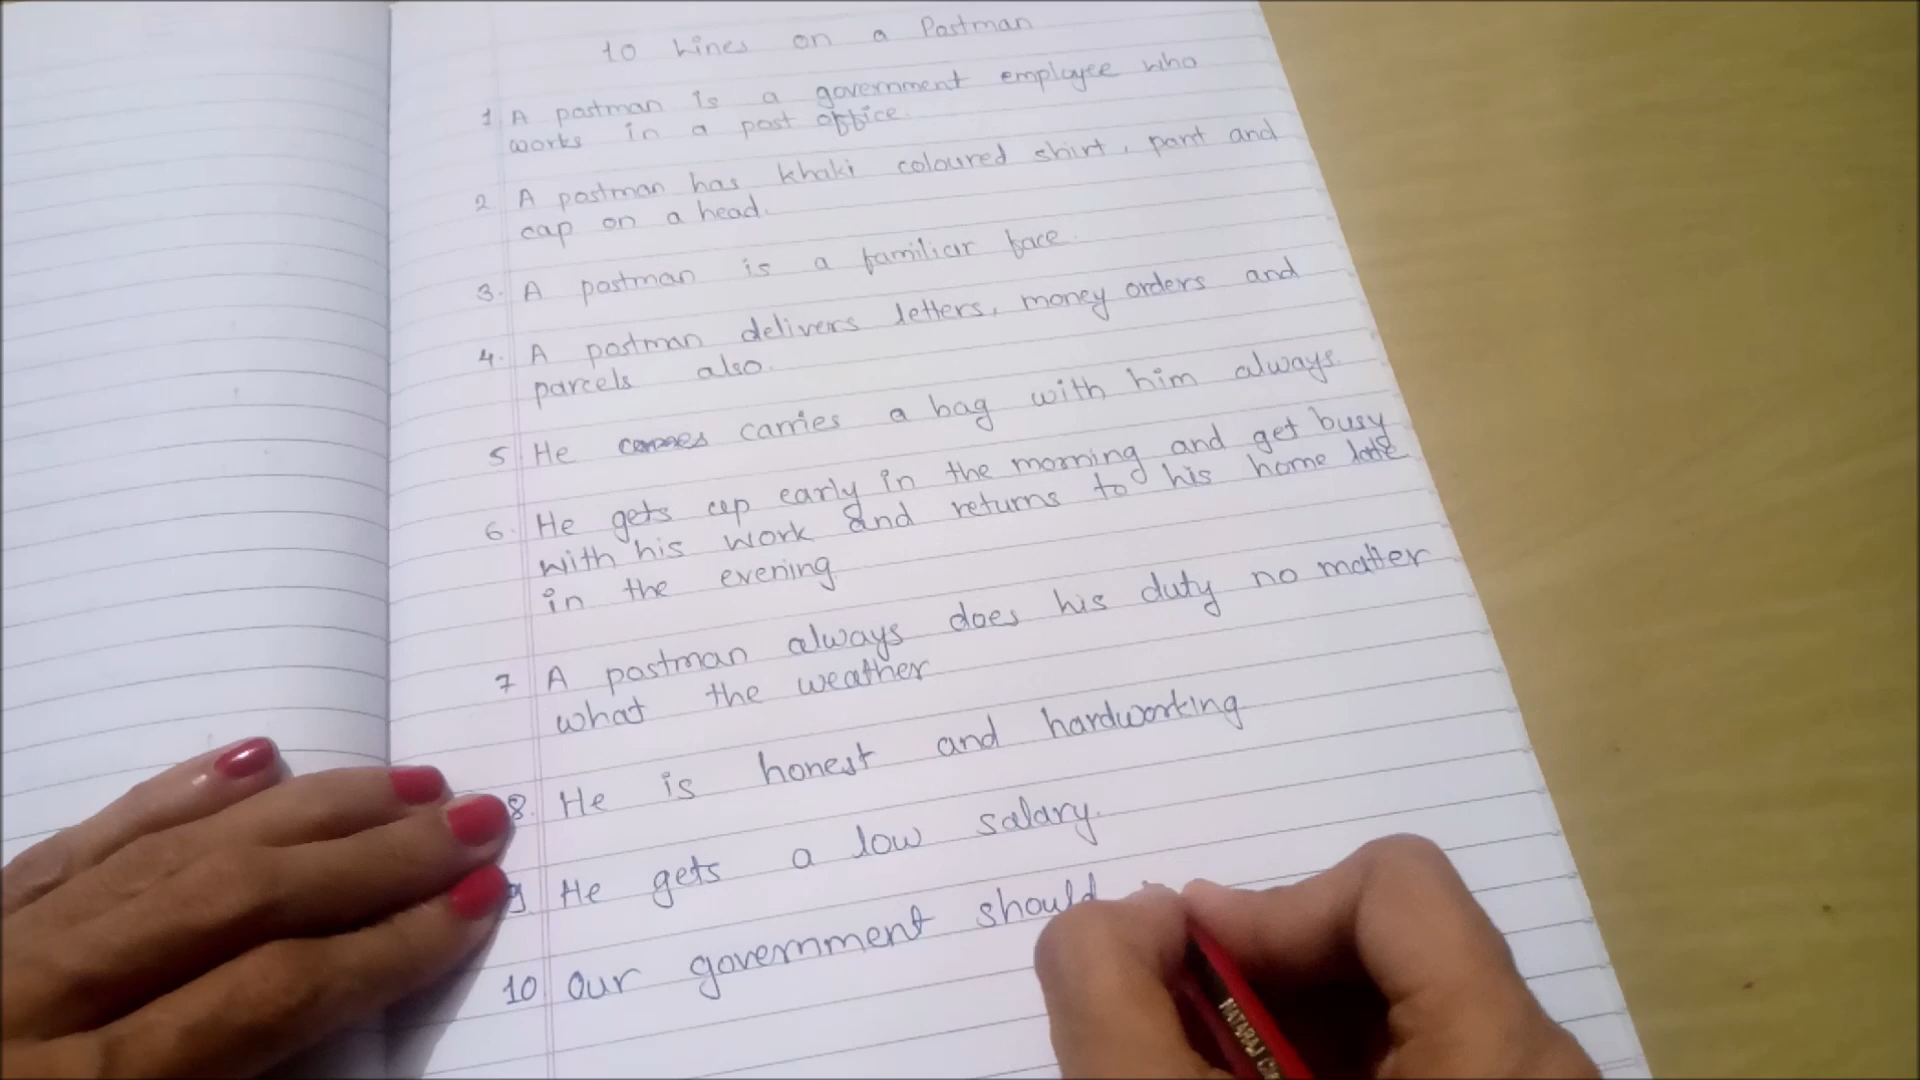 10 Lines on a Postman
1 A postman is a government employee who
works in a post office.
2 A postman has khaki coloured shirt, pant and
cap on a head.
3. A postman is a familiar face.
4. A postman delivers letters, money orders and
parcels also.
5 He carries a bag with him always.
6. He gets up early in the morning and get busy
with his work and returns to his home late
in the evening
7 A postman always does his duty no matter
what the weather
8. He is honest and hardworking
9 He gets a low salary.
10 Our government should
NATARAJ